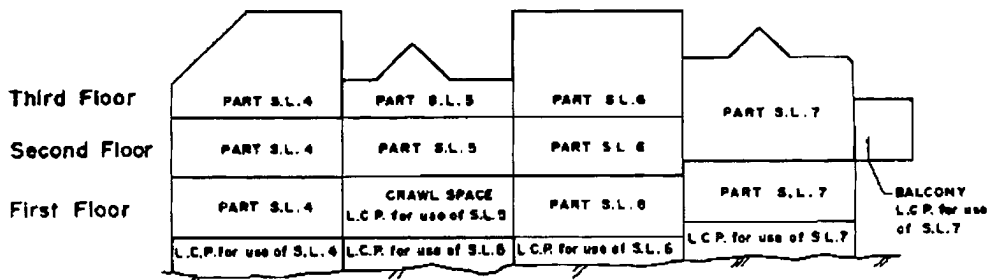 Third Floor PART S.L.4 PART S.L.5 PART S.L.6 PART S.L.7
Second Floor PART S.L.4 PART S.L.5 PART S.L 6
First Floor PART S.L.4 CRAWL SPACE PART S.L.6 PART S.L.7
L.C.P. for use of S.L.5
L.C.P. for use of S.L.4 L.C.P. for use of S.L.5 L.C.P. for use of S.L.6 L.C.P. for use of S.L.7
BALCONY
L.C.P. for use
of S.L.7